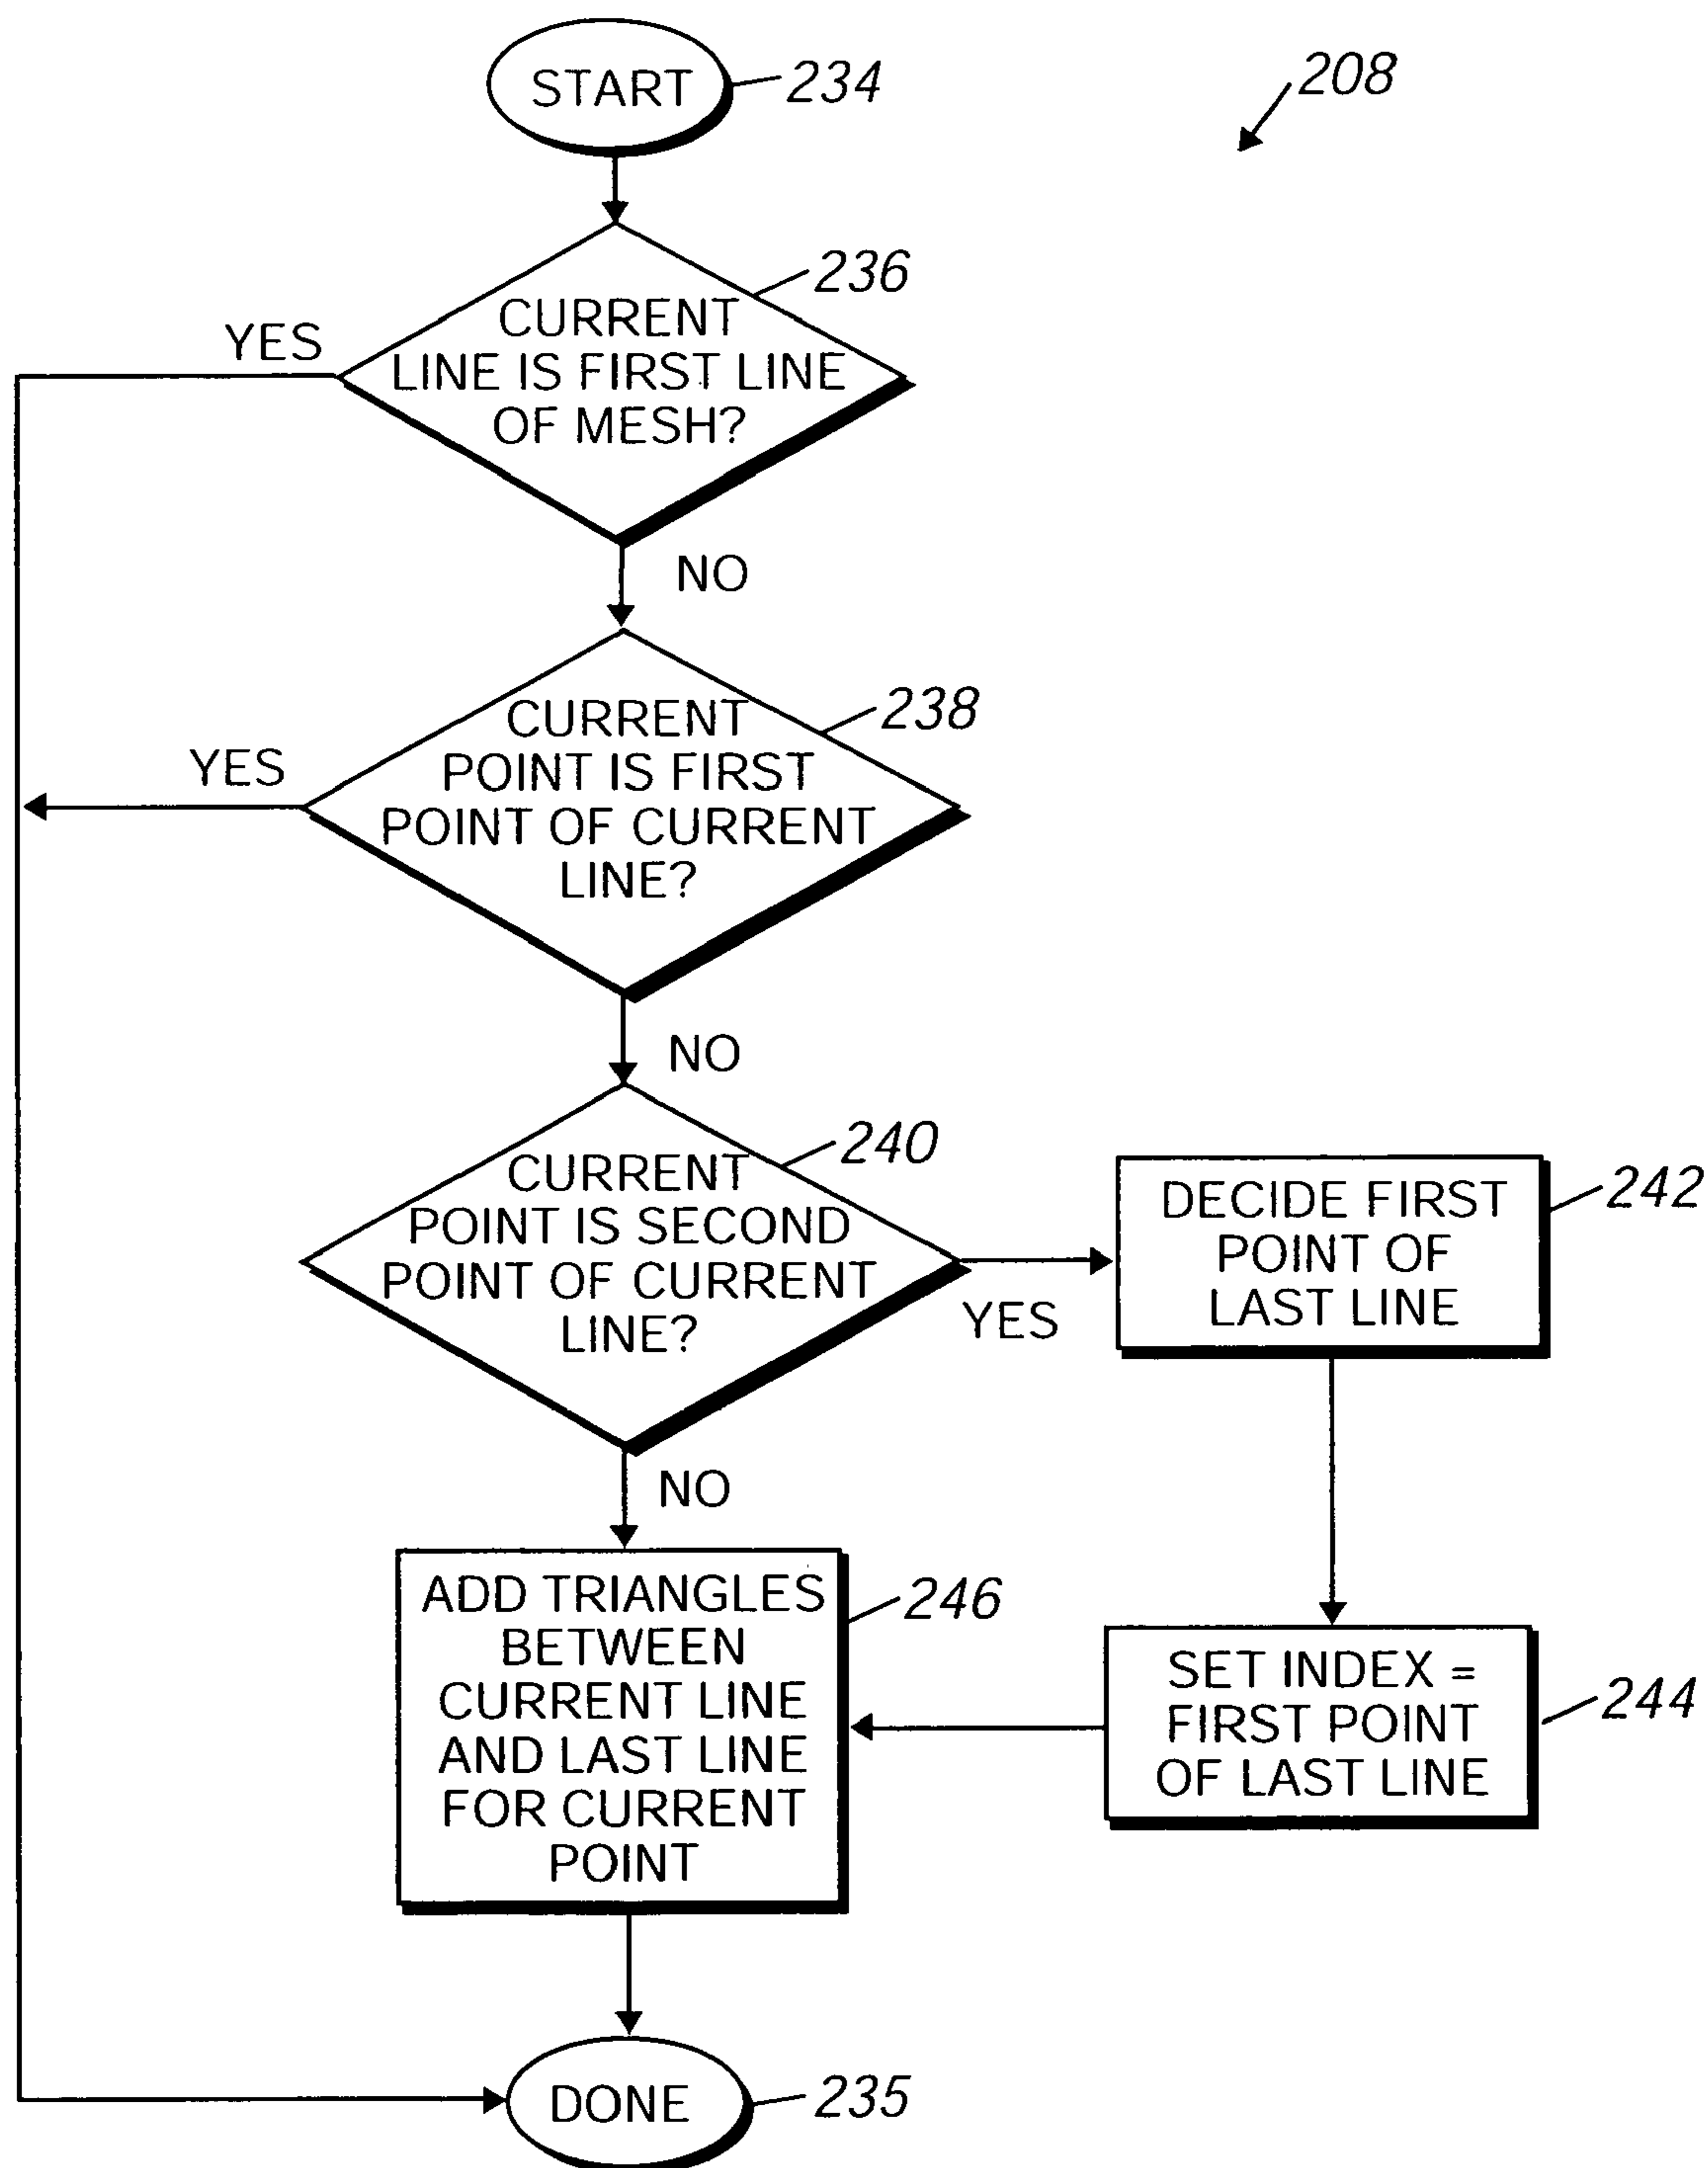 START
234
208
236
CURRENT
LINE IS FIRST LINE
OF MESH?
YES
NO
238
CURRENT
POINT IS FIRST
POINT OF CURRENT
LINE?
YES
NO
240
CURRENT
POINT IS SECOND
POINT OF CURRENT
LINE?
YES
NO
242
DECIDE FIRST
POINT OF
LAST LINE
244
SET INDEX =
FIRST POINT
OF LAST LINE
246
ADD TRIANGLES
BETWEEN
CURRENT LINE
AND LAST LINE
FOR CURRENT
POINT
DONE
235